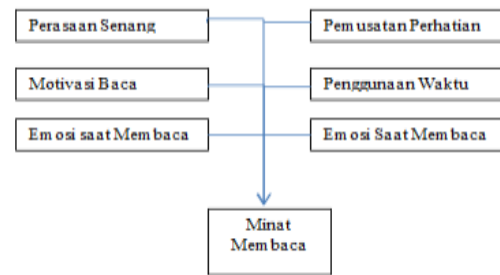 Perasaan Senang
Pemusatan Perhatian
Motivasi Baca
Penggunaan Waktu
Emosi saat Membaca
Emosi Saat Membaca
Minat
Membaca